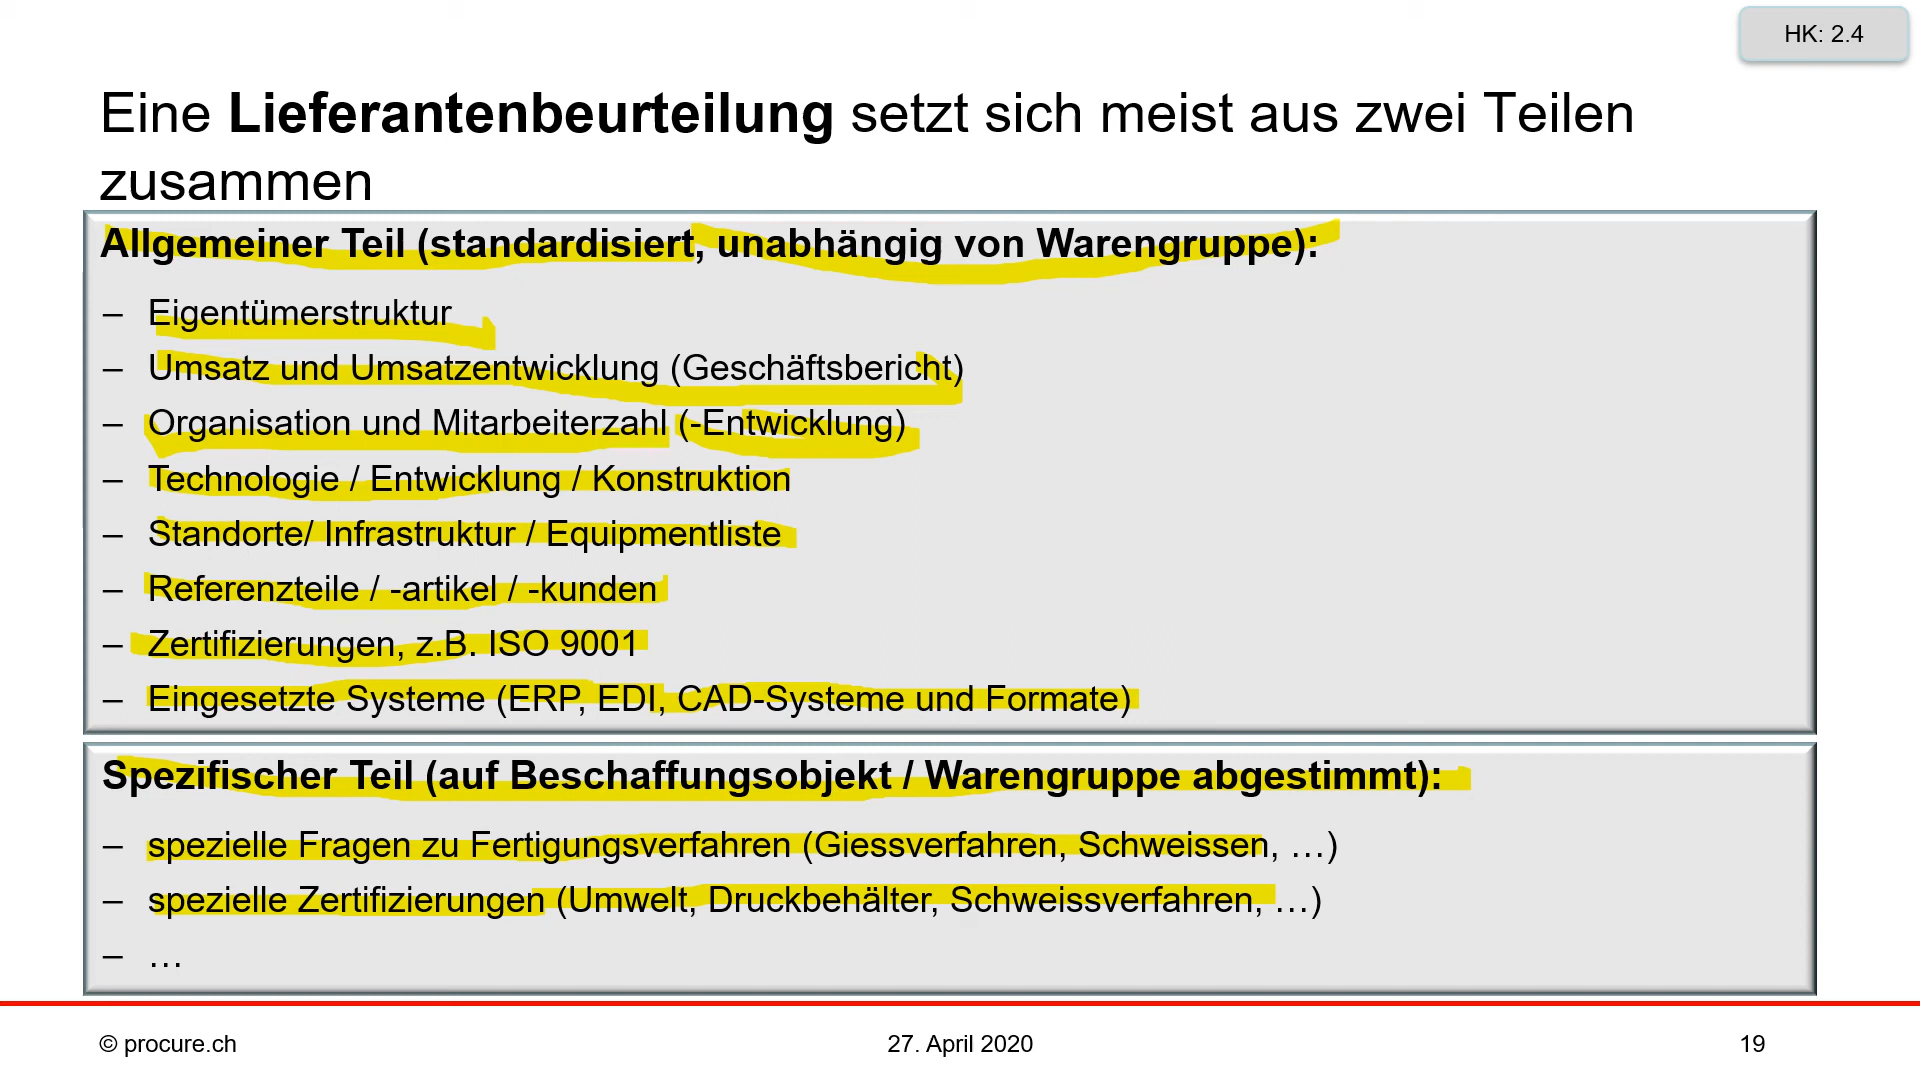 HK: 2.4
Eine Lieferantenbeurteilung setzt sich meist aus zwei Teilen
zusammen
Allgemeiner Teil (standardisiert, unabhängig von Warengruppe):
– Eigentümerstruktur
– Umsatz und Umsatzentwicklung (Geschäftsbericht)
– Organisation und Mitarbeiterzahl (-Entwicklung)
– Technologie / Entwicklung / Konstruktion
– Standorte/ Infrastruktur / Equipmentliste
– Referenzteile / -artikel / -kunden
– Zertifizierungen, z.B. ISO 9001
– Eingesetzte Systeme (ERP, EDI, CAD-Systeme und Formate)
Spezifischer Teil (auf Beschaffungsobjekt / Warengruppe abgestimmt):
– spezielle Fragen zu Fertigungsverfahren (Giessverfahren, Schweissen, …)
– spezielle Zertifizierungen (Umwelt, Druckbehälter, Schweissverfahren, …)
– …
© procure.ch
27. April 2020
19